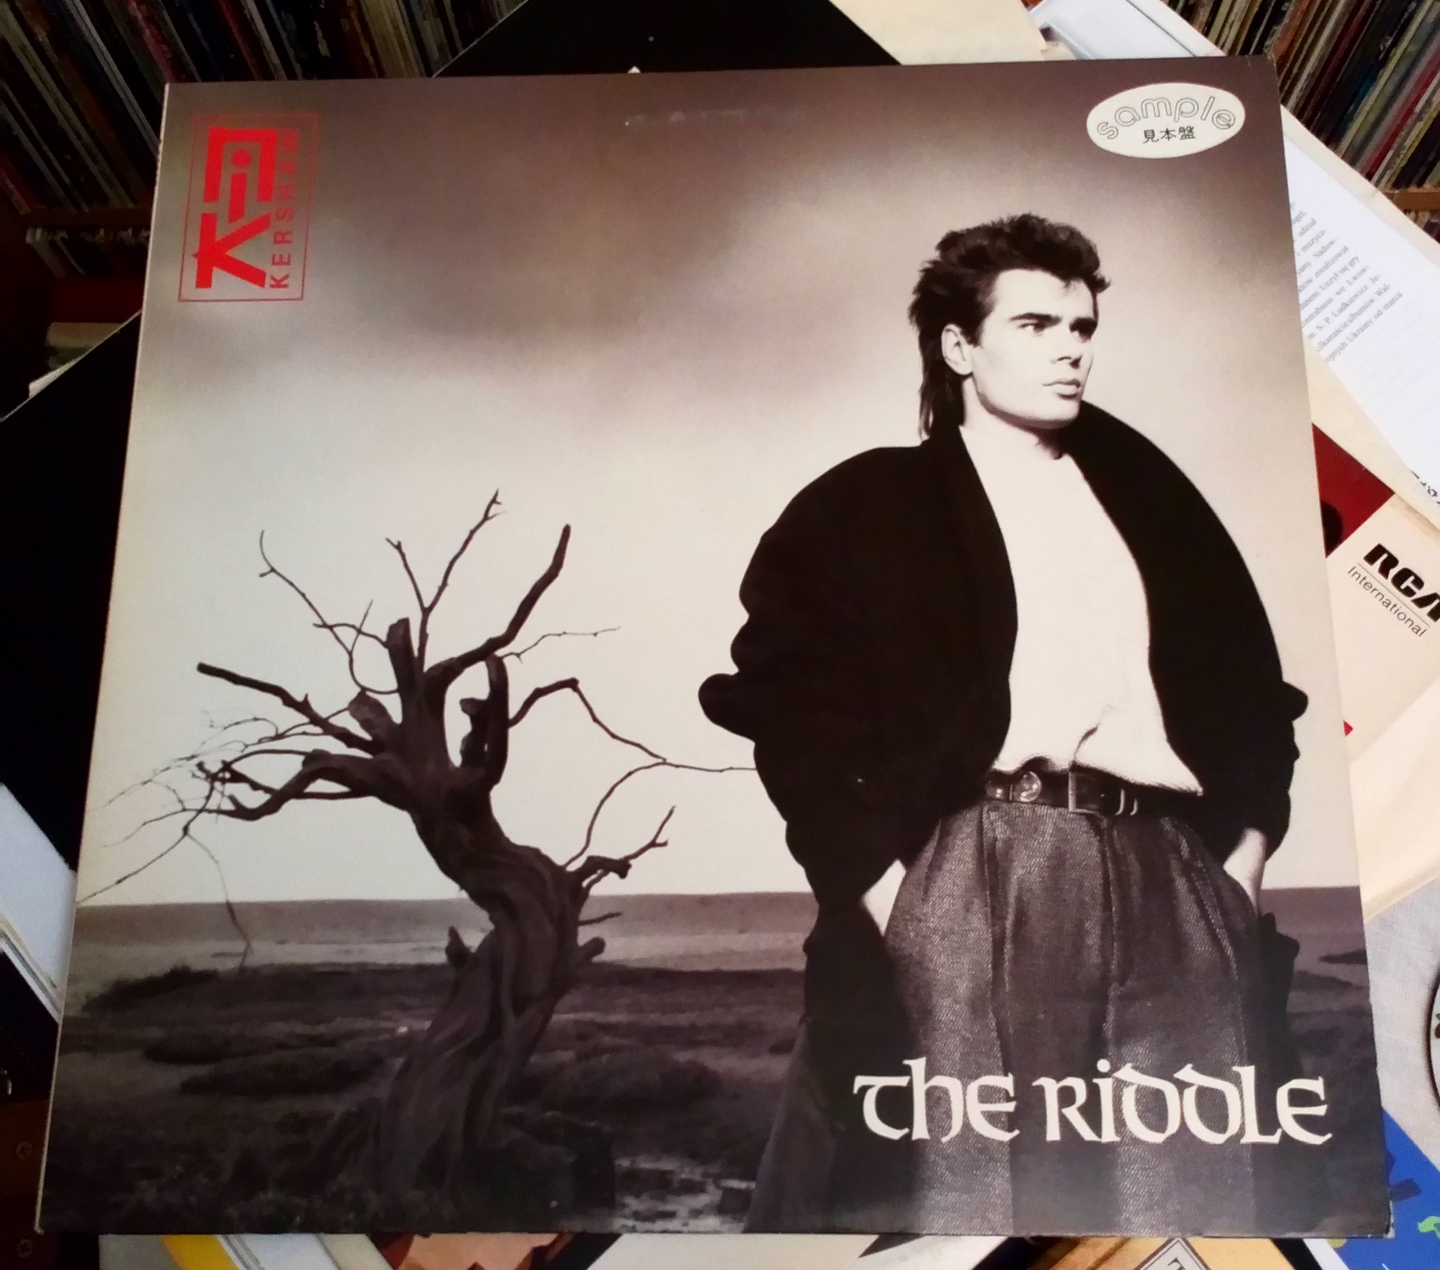 Nik
KERSHAW
sample
見本盤
RCA
International
THE RIDDLE